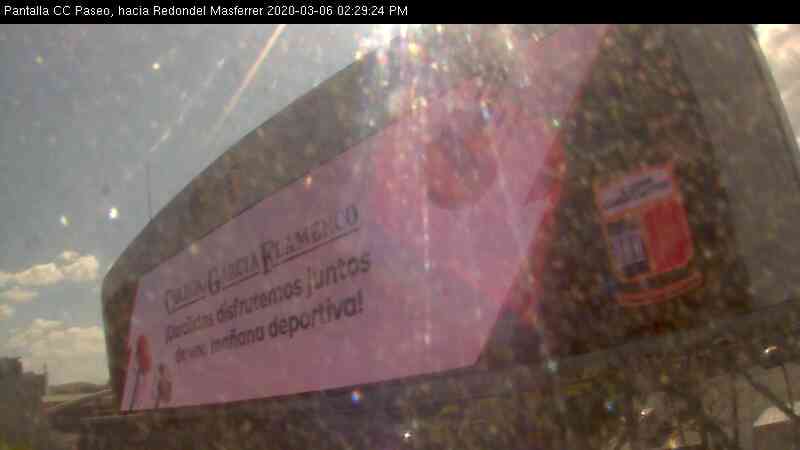 Pantalla CC Paseo, hacia Redondel Masferrer 2020-03-06 02:29:24 PM
COLEGIO GARCÍA FLAMENCO
disfrutemos juntos
de una mañana deportiva!